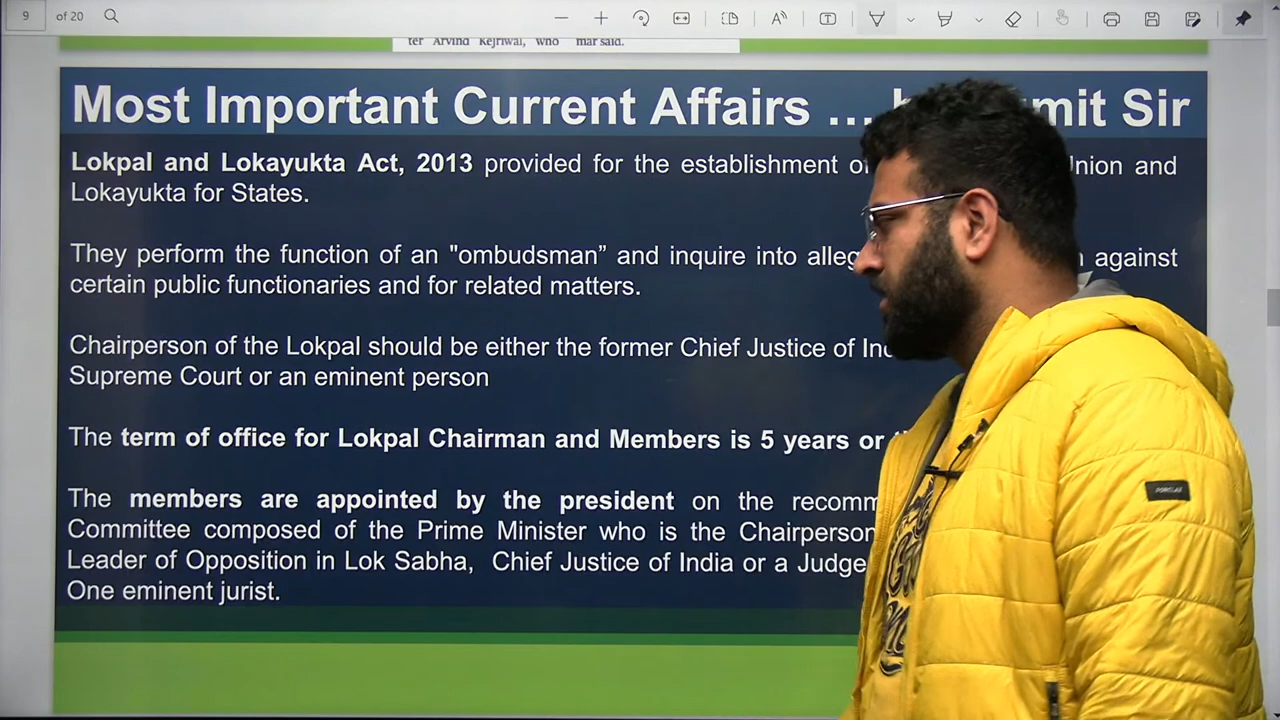 9 of 20
ter Arvind Kejriwal, who mar said.
Most Important Current Affairs ... mit Sir
Lokpal and Lokayukta Act, 2013 provided for the establishment of nion and
Lokayukta for States.
They perform the function of an "ombudsman” and inquire into against
certain public functionaries and for related matters.
Chairperson of the Lokpal should be either the former Chief Justice of
Supreme Court or an eminent person
The term of office for Lokpal Chairman and Members is 5 years or
The members are appointed by the president on the
Committee composed of the Prime Minister who is the Chairperson
Leader of Opposition in Lok Sabha, Chief Justice of India or a Judge
One eminent jurist.